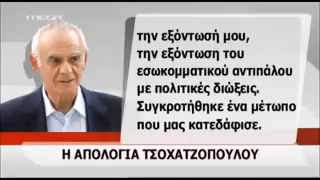 MEGA
την εξόντωσή μου,
την εξόντωση του
εσωκομματικού αντιπάλου
με πολιτικές διώξεις.
Συγκροτήθηκε ένα μέτωπο
που μας κατεδάφισε.
Η ΑΠΟΛΟΓΙΑ ΤΣΟΧΑΤΖΟΠΟΥΛΟΥ